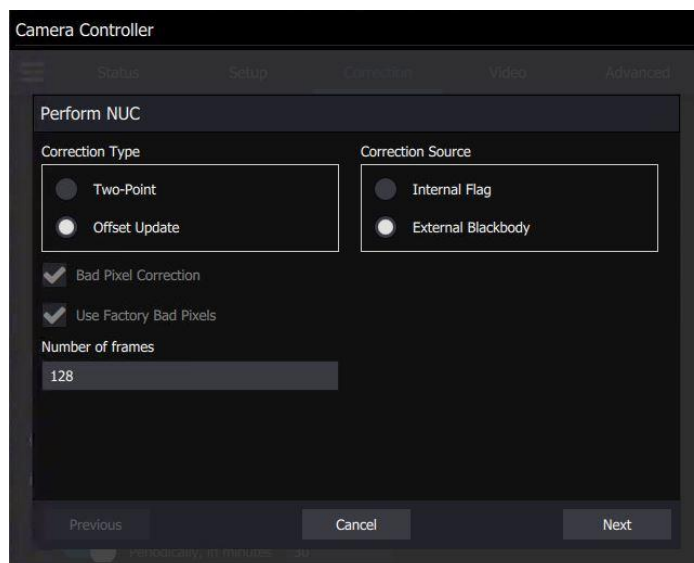 Camera Controller
Status Setup Correction Video Advanced
Perform NUC
Correction Type Correction Source
Two-Point Internal Flag
Offset Update External Blackbody
Bad Pixel Correction
Use Factory Bad Pixels
Number of frames
128
Previous Cancel Next
Periodically, in minutes 30